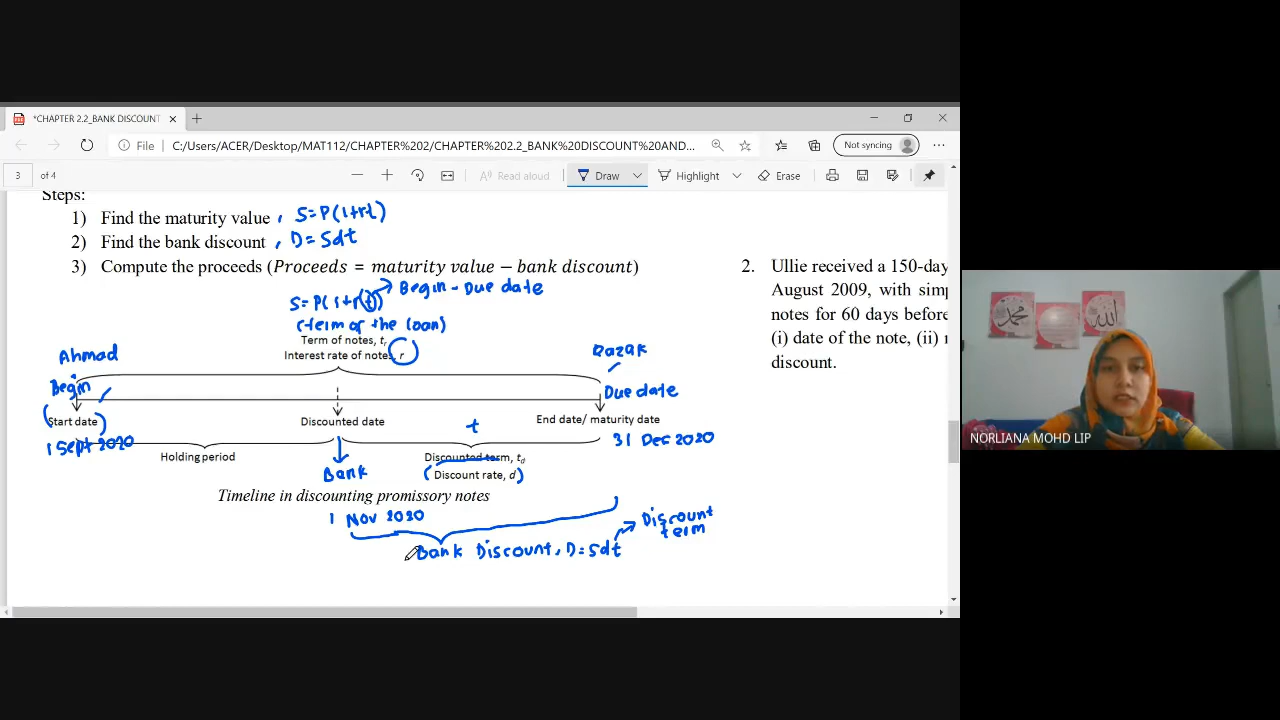 *CHAPTER 2.2_BANK DISCOUNT
File C:/Users/ACER/Desktop/MAT112/CHAPTER%202/CHAPTER%202.2_BANK%20DISCOUNT%20AND... Not syncing
3 of 4 Read aloud Draw Highlight Erase
Steps:
1) Find the maturity value , S=P(1+rt)
2) Find the bank discount , D=Sdt
3) Compute the proceeds (Proceeds = maturity value − bank discount)
S=P(1+r(t)) Begin - Due date
(term of the loan)
Term of notes, tr
Interest rate of notes, r
Ahmad Razak
Begin Due date
Start date Discounted date End date/ maturity date
t
1 Sept 2020 31 Dec 2020
Holding period Discounted term, td
Bank (Discount rate, d)
Timeline in discounting promissory notes
1 Nov 2020
Discount term
Bank Discount, D=Sdt
2. Ullie received a 150-day
August 2009, with simp
notes for 60 days before
(i) date of the note, (ii) n
discount.
محمد
الله
NORLIANA MOHD LIP